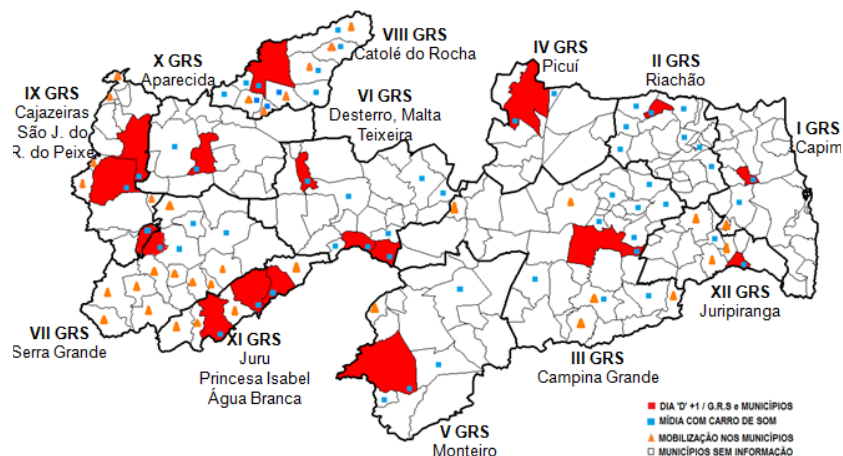 VIII GRS
Catolé do Rocha
X GRS
Aparecida
IV GRS
Picuí
II GRS
Riachão
IX GRS
Cajazeiras
São J. do
R. do Peixe
VI GRS
Desterro, Malta
Teixeira
I GRS
Capim
XII GRS
Juripiranga
VII GRS
Serra Grande
XI GRS
Juru
Princesa Isabel
Água Branca
III GRS
Campina Grande
V GRS
Monteiro
DIA 'D' +1 / G.R.S e MUNICÍPIOS
MÍDIA COM CARRO DE SOM
MOBILIZAÇÃO NOS MUNICÍPIOS
MUNICÍPIOS SEM INFORMAÇÃO